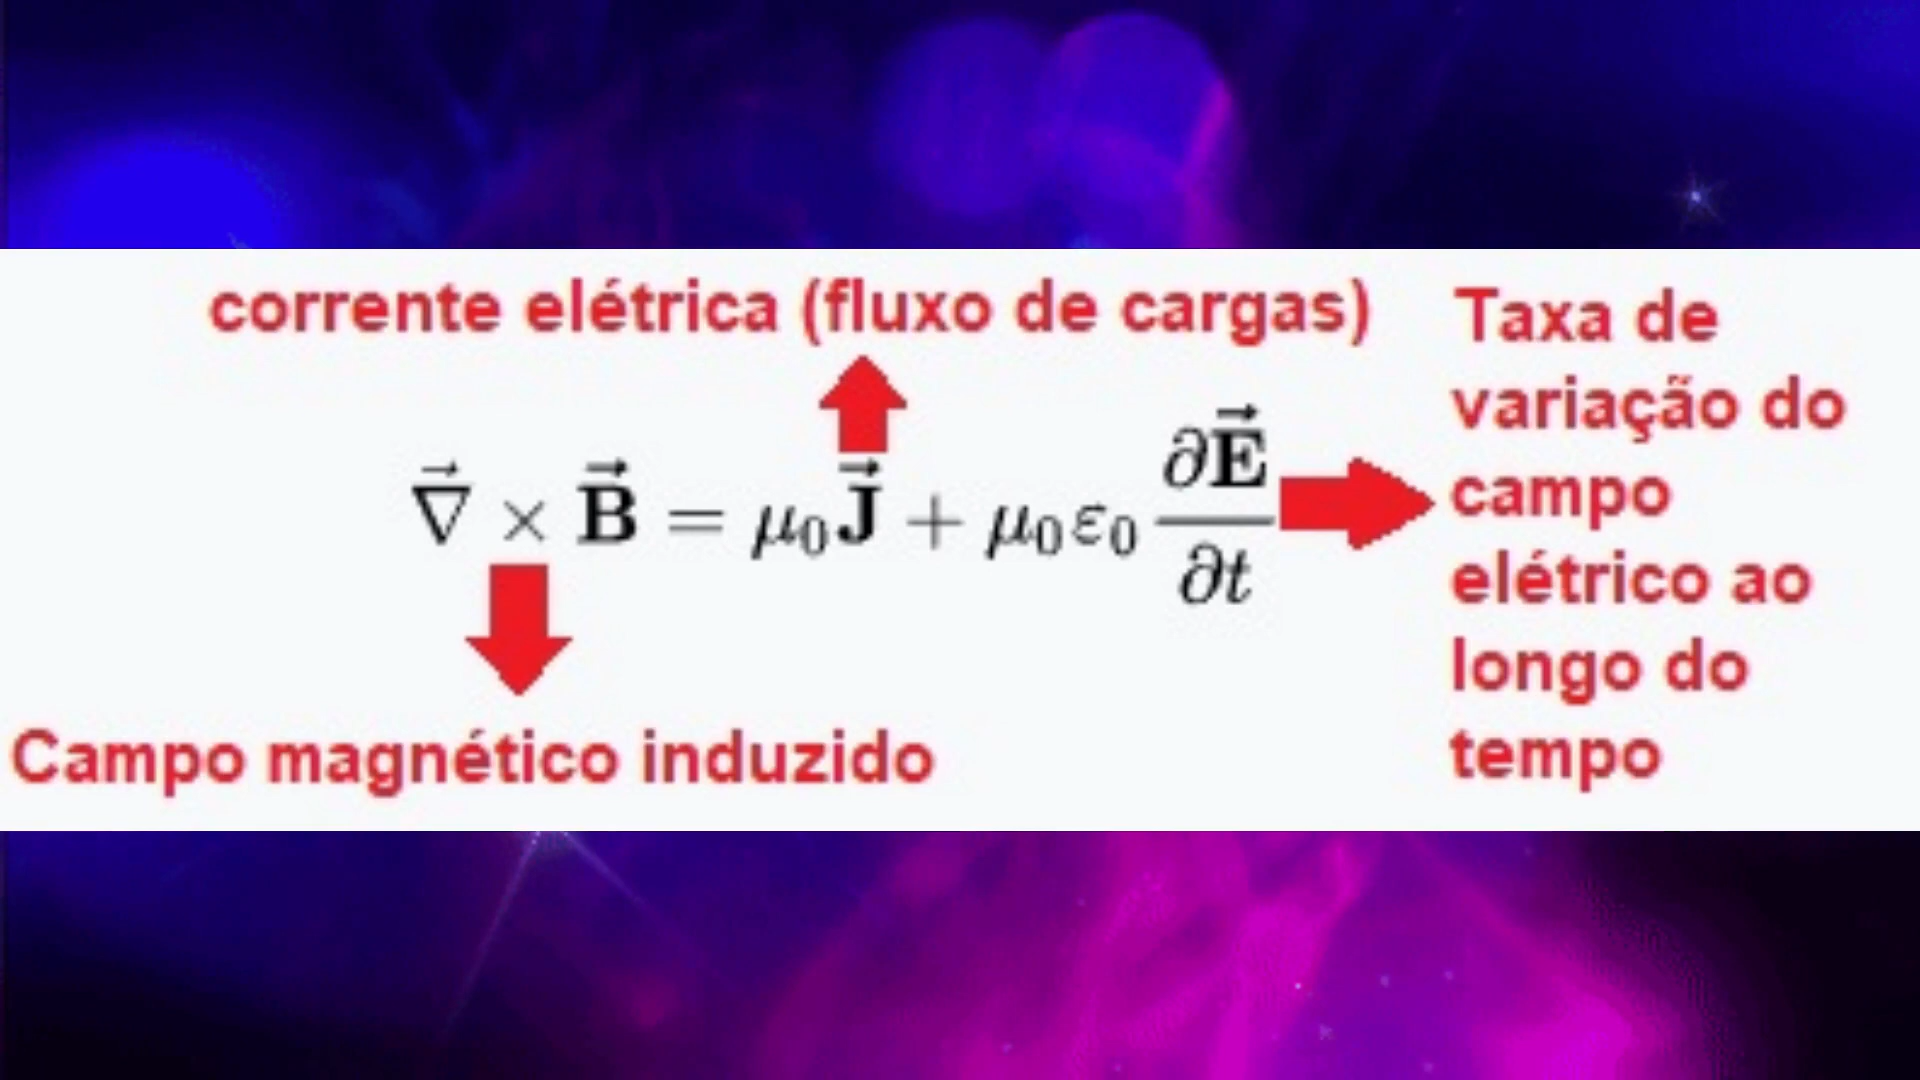 corrente elétrica (fluxo de cargas)
Taxa de
variação do
campo
elétrico ao
longo do
tempo
∇⃗ × B⃗ = μ₀J⃗ + μ₀ε₀ ∂E⃗/∂t
Campo magnético induzido